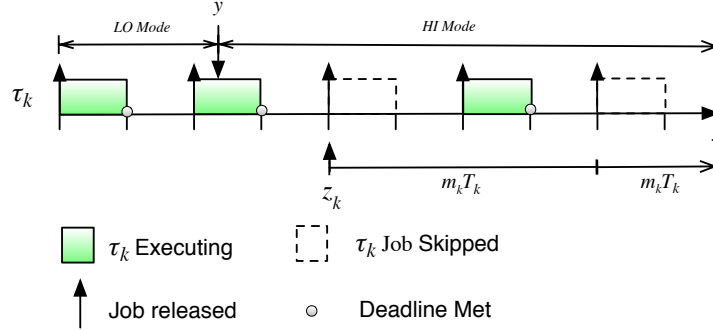 y
LO Mode HI Mode
τk
zk mkTk mkTk
τk Executing τk Job Skipped
Job released Deadline Met